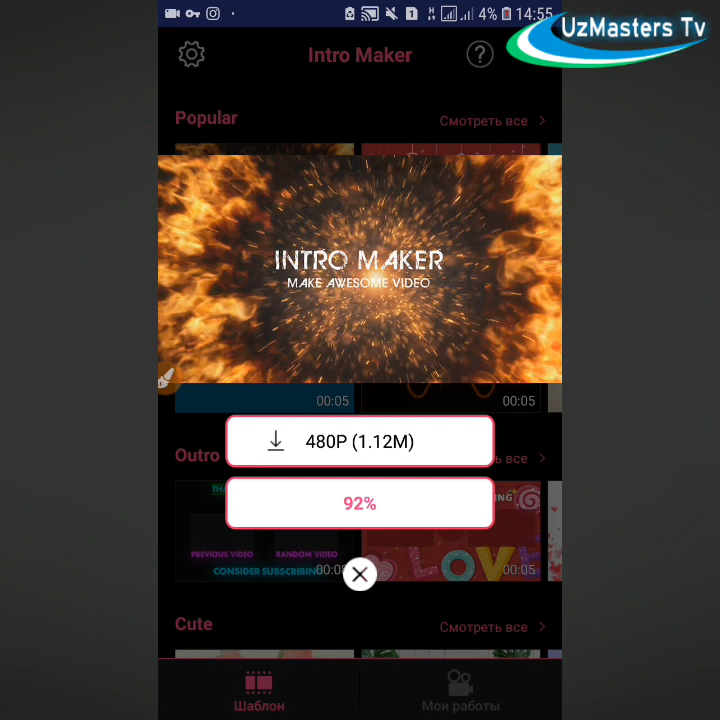 4% 14:55
UzMasters Tv
Intro Maker
Popular
Смотреть все
INTRO MAKER
MAKE AWESOME VIDEO
00:05
00:05
480P (1.12M)
Outro
все
92%
PREVIOUS VIDEO
RANDOM VIDEO
CONSIDER SUBSCRIBING
00:05
LOV
Cute
Смотреть все
Шаблон
Мои работы